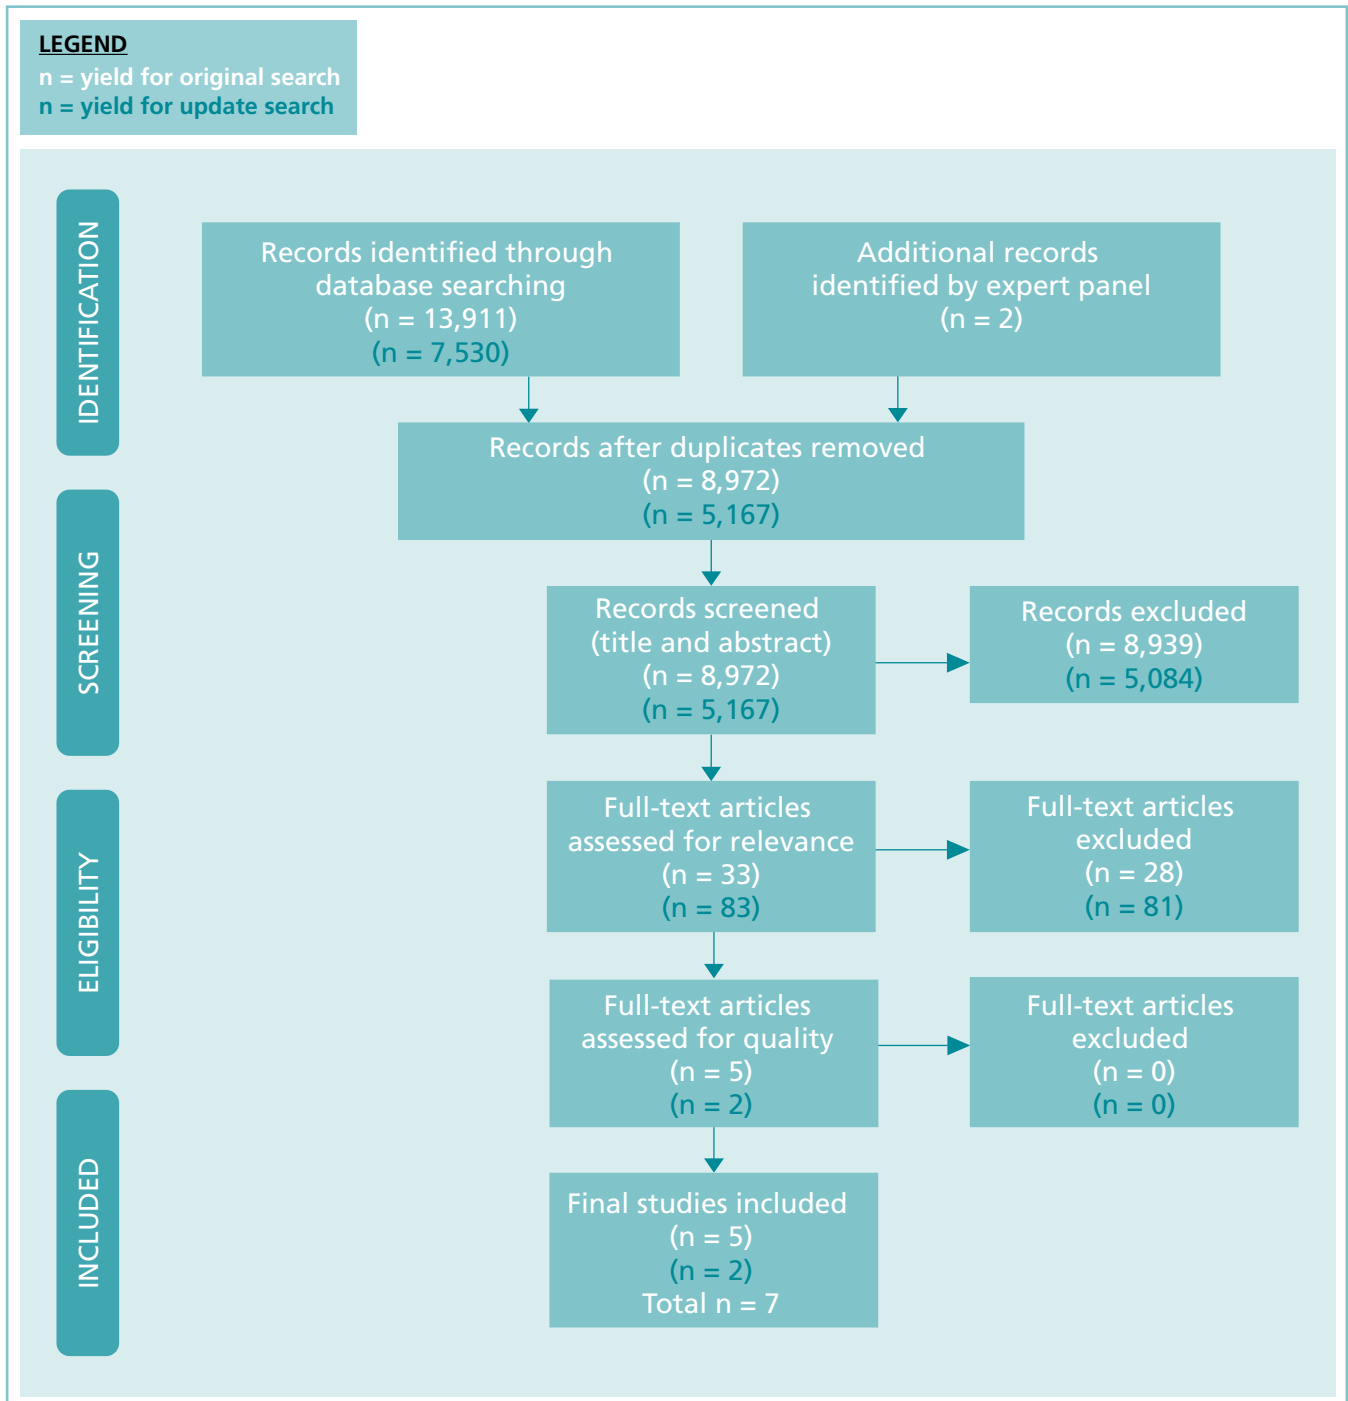 LEGEND
n = yield for original search
n = yield for update search
IDENTIFICATION
Records identified through
database searching
(n = 13,911)
(n = 7,530)
Additional records
identified by expert panel
(n = 2)
Records after duplicates removed
(n = 8,972)
(n = 5,167)
SCREENING
Records screened
(title and abstract)
(n = 8,972)
(n = 5,167)
Records excluded
(n = 8,939)
(n = 5,084)
ELIGIBILITY
Full-text articles
assessed for relevance
(n = 33)
(n = 83)
Full-text articles
excluded
(n = 28)
(n = 81)
Full-text articles
assessed for quality
(n = 5)
(n = 2)
Full-text articles
excluded
(n = 0)
(n = 0)
INCLUDED
Final studies included
(n = 5)
(n = 2)
Total n = 7